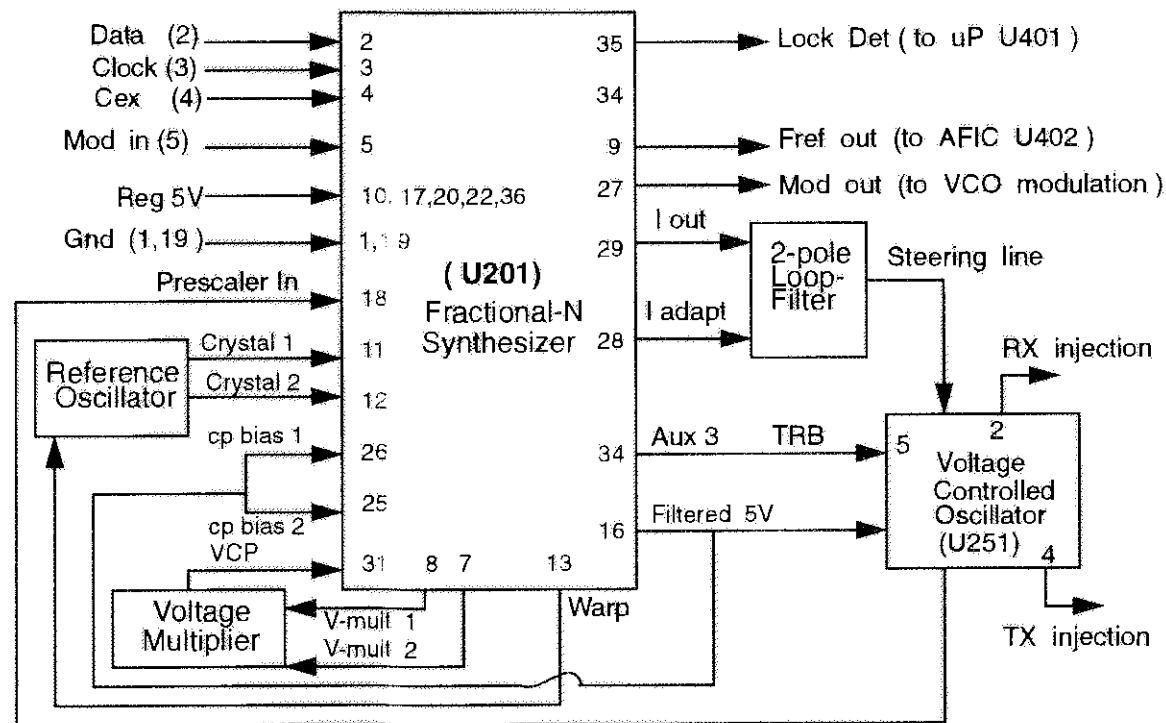 Data (2)
Clock (3)
Cex (4)
Mod in (5)
Reg 5V
Gnd (1,19)
Prescaler In
Crystal 1
Crystal 2
Reference
Oscillator
cp bias 1
cp bias 2
VCP
Voltage
Multiplier
V-mult 1
V-mult 2
2
3
4
5
10, 17,20,22,36
1,19
18
11
12
26
25
31
8
7
13
Warp
(U201)
Fractional-N
Synthesizer
35
34
9
27
29
28
34
16
Lock Det ( to uP U401 )
Fref out (to AFIC U402)
Mod out (to VCO modulation )
I out
I adapt
2-pole
Loop-
Filter
Steering line
RX injection
Aux 3
TRB
Filtered 5V
5
2
Voltage
Controlled
Oscillator
(U251)
4
TX injection